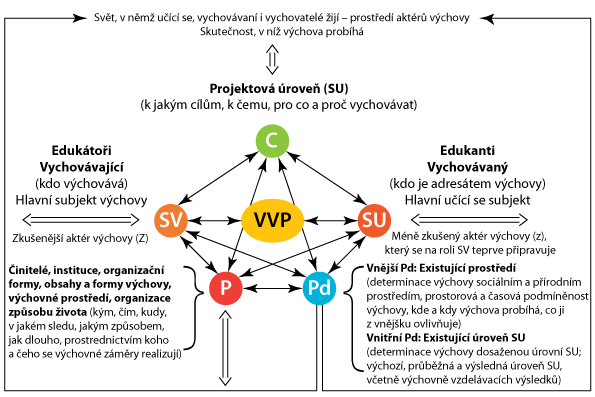 Svět, v němž učící se, vychovávaní i vychovatelé žíjí – prostředí aktérů výchovy
Skutečnost, v níž výchova probíhá
Projektová úroveň (SU)
(k jakým cílům, k čemu, pro co a proč vychovávat)
C
Edukátoři
Vychovávající
(kdo výchovává)
Hlavní subjekt výchovy
Zkušenější aktér výchovy (Z)
SV
VVP
SU
Edukanti
Vychovávaný
(kdo je adresátem výchovy)
Hlavní učící se subjekt
Méně zkušený aktér výchovy (z),
který se na roli SV teprve připravuje
Činitelé, instituce, organizační
formy, obsahy a formy výchovy,
výchovné prostředí, organizace
způsobu života (kým, čím, kudy,
v jakém sledu, jakým způsobem,
jak dlouho, prostrednictvím koho
a čeho se výchovné záměry realizují)
P
Pd
Vnější Pd: Existující prostředí
(determinace výchovy sociálním a přírodním
prostředím, prostorová a časová podmíněnost
výchovy, kde a kdy výchova probíhá, co jí
z vnějšku ovlivňuje)
Vnitřní Pd: Existující úroveň SU
(determinace výchovy dosaženou úrovní SU;
výchozí, průběžná a výsledná úroveň SU,
včetně výchovně vzdelávacích výsledků)